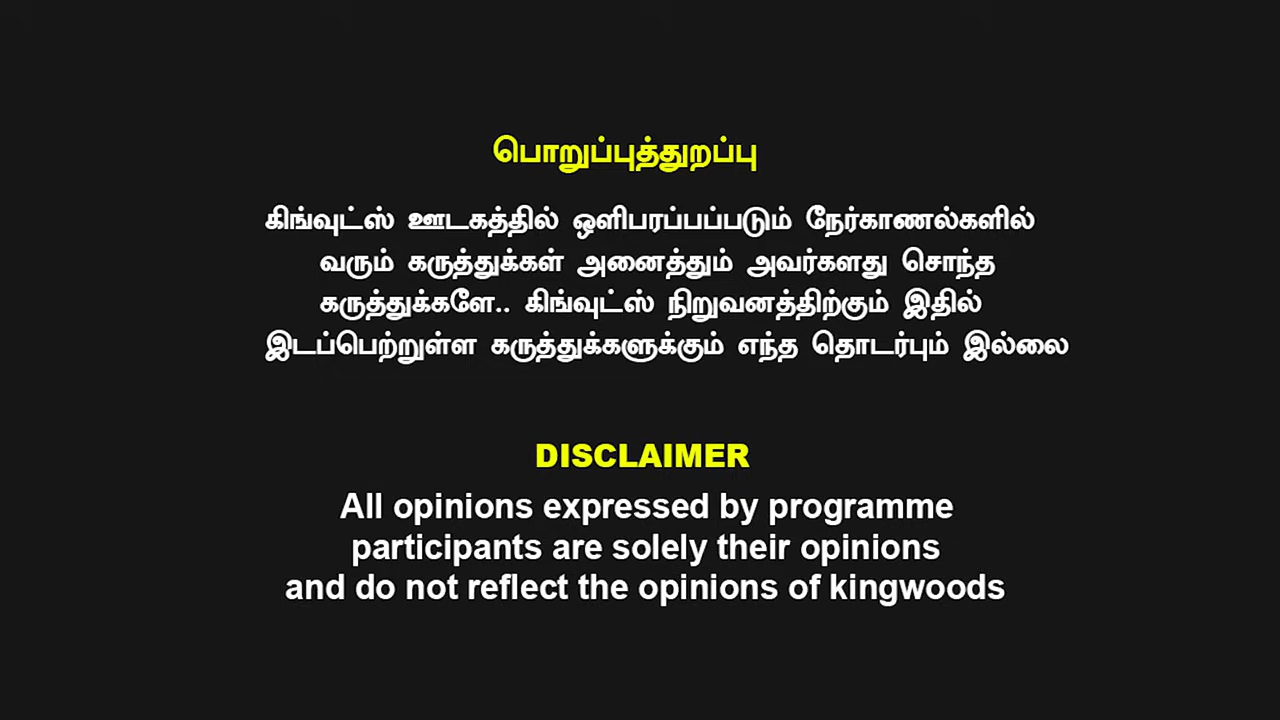 பொறுப்புத்துறப்பு
கிங்வுட்ஸ் ஊடகத்தில் ஒளிபரப்பப்படும் நேர்காணல்களில்
வரும் கருத்துக்கள் அனைத்தும் அவர்களது சொந்த
கருத்துக்களே.. கிங்வுட்ஸ் நிறுவனத்திற்கும் இதில்
இடப்பெற்றுள்ள கருத்துக்களுக்கும் எந்த தொடர்பும் இல்லை
DISCLAIMER
All opinions expressed by programme
participants are solely their opinions
and do not reflect the opinions of kingwoods